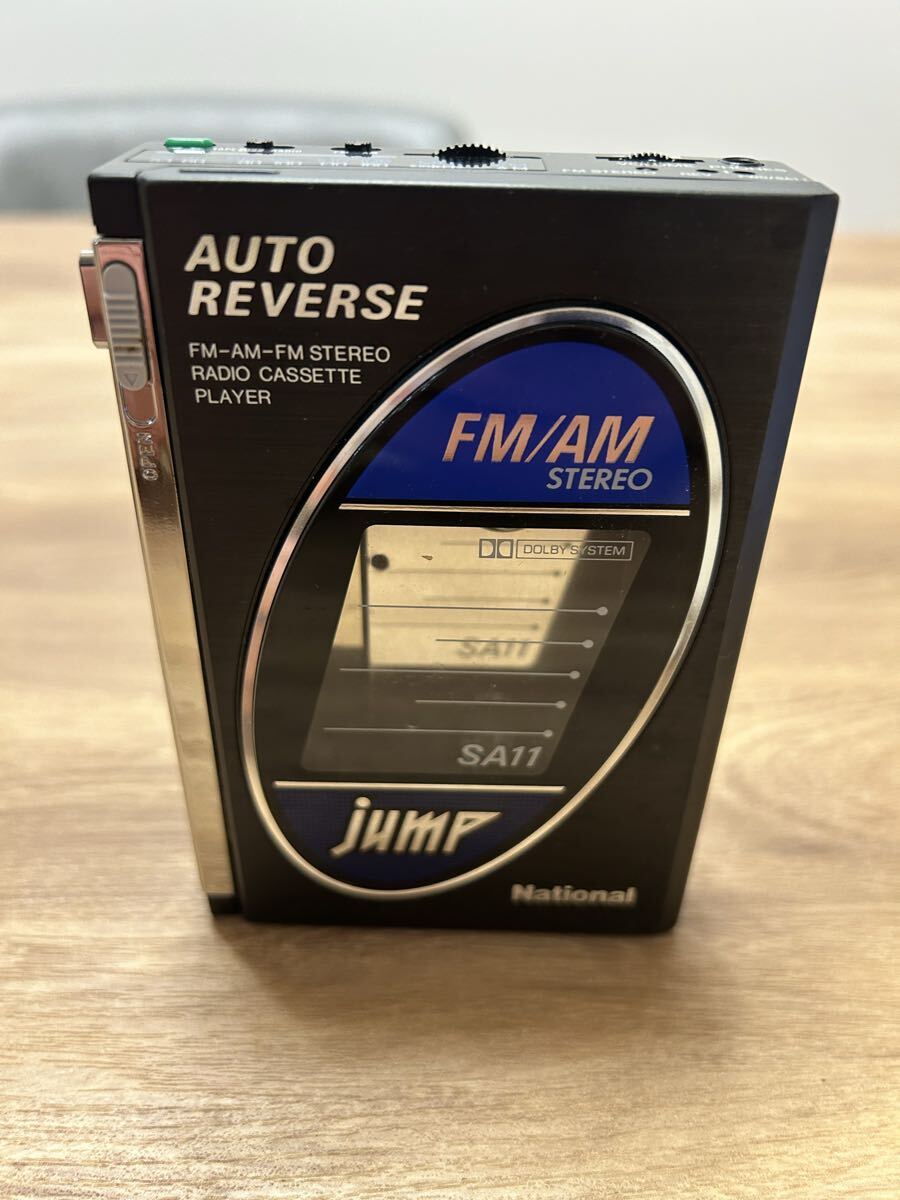 AUTO
REVERSE
FM-AM-FM STEREO
RADIO CASSETTE
PLAYER
OPEN
FM/AM
STEREO
DOLBY SYSTEM
SA11
SA11
jump
National